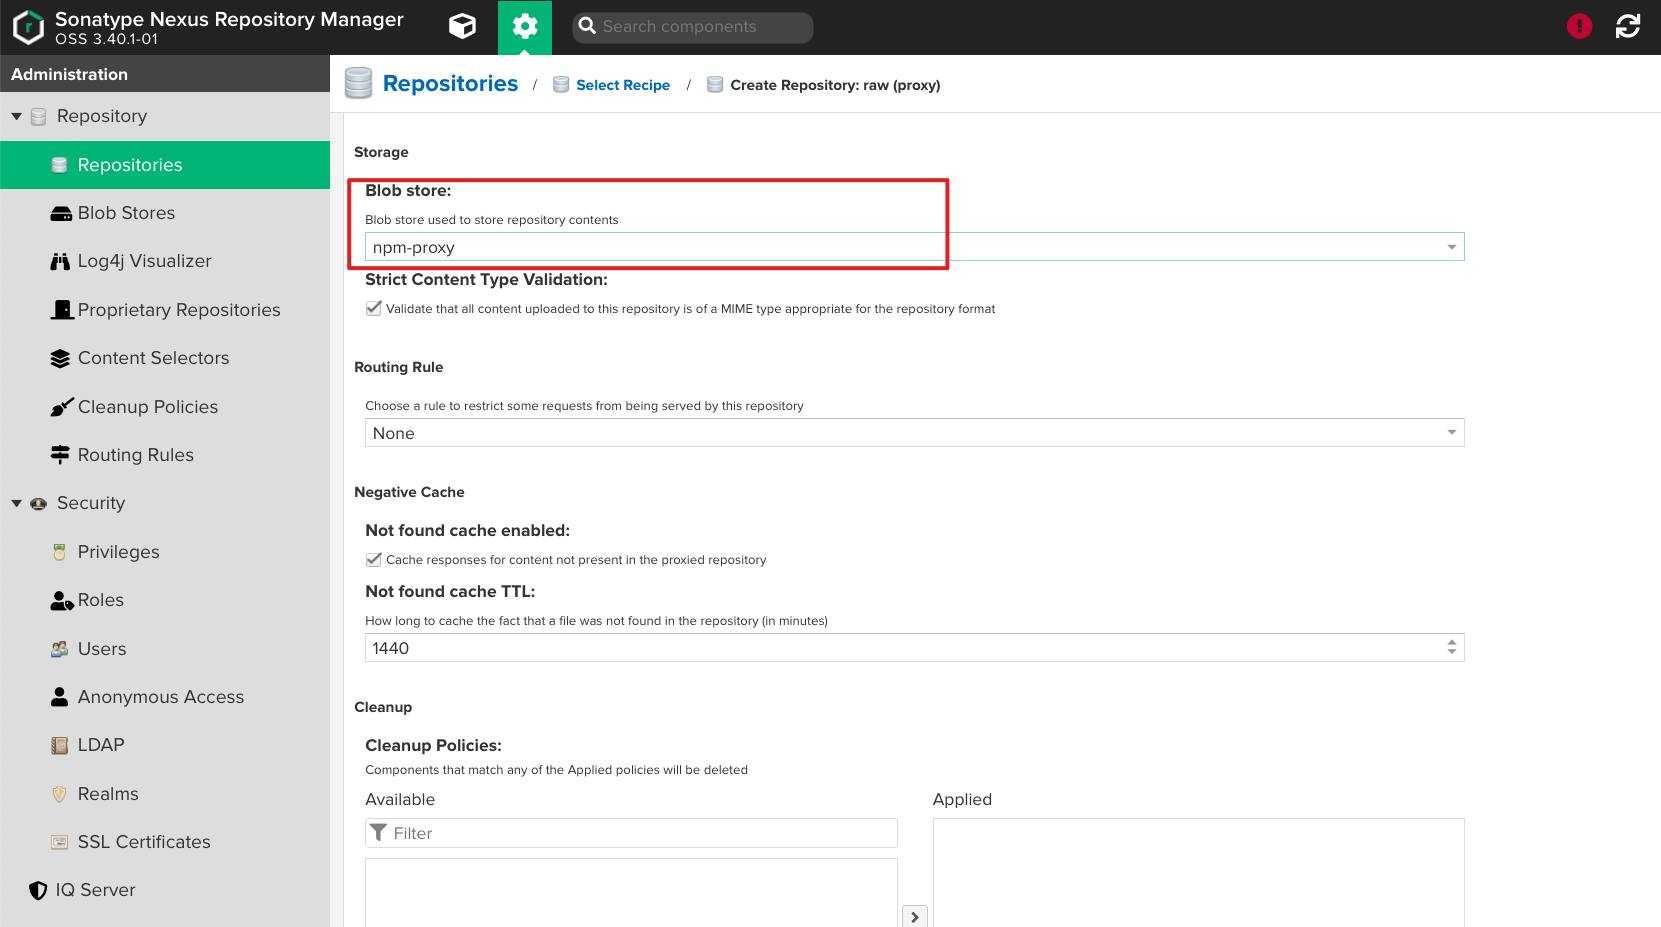 Sonatype Nexus Repository Manager
OSS 3.40.1-01
Search components
Administration
Repository
Repositories
Blob Stores
Log4j Visualizer
Proprietary Repositories
Content Selectors
Cleanup Policies
Routing Rules
Security
Privileges
Roles
Users
Anonymous Access
LDAP
Realms
SSL Certificates
IQ Server
Repositories / Select Recipe / Create Repository: raw (proxy)
Storage
Blob store:
Blob store used to store repository contents
npm-proxy
Strict Content Type Validation:
Validate that all content uploaded to this repository is of a MIME type appropriate for the repository format
Routing Rule
Choose a rule to restrict some requests from being served by this repository
None
Negative Cache
Not found cache enabled:
Cache responses for content not present in the proxied repository
Not found cache TTL:
How long to cache the fact that a file was not found in the repository (in minutes)
1440
Cleanup
Cleanup Policies:
Components that match any of the Applied policies will be deleted
Available
Applied
Filter